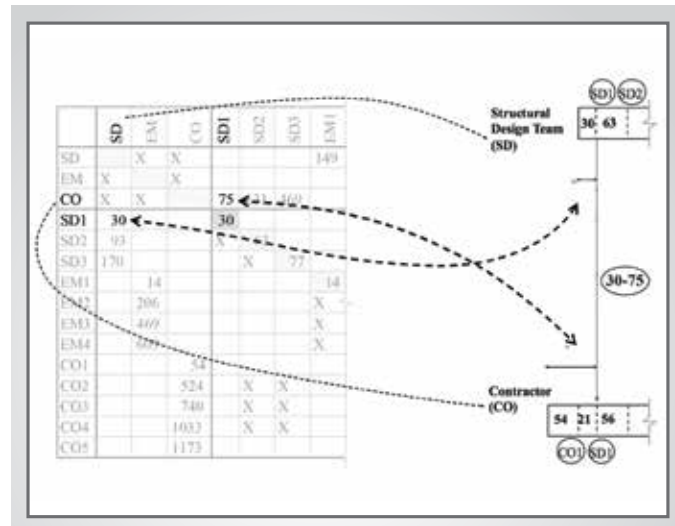 SD EM CO SD1 SD2 SD3 EM1
SD X X 149
EM X X
CO X X 75
SD1 30 30
SD2 93 X
SD3 170 X 77
EM1 14 14
EM2 206 X
EM3 469 X
EM4 X
CO1 54
CO2 524 X X
CO3 740 X X
CO4 1033 X X
CO5 1173
SD1 SD2
Structural
Design Team
(SD)
30 63
30-75
Contractor
(CO)
54 21 56
CO1 SD1